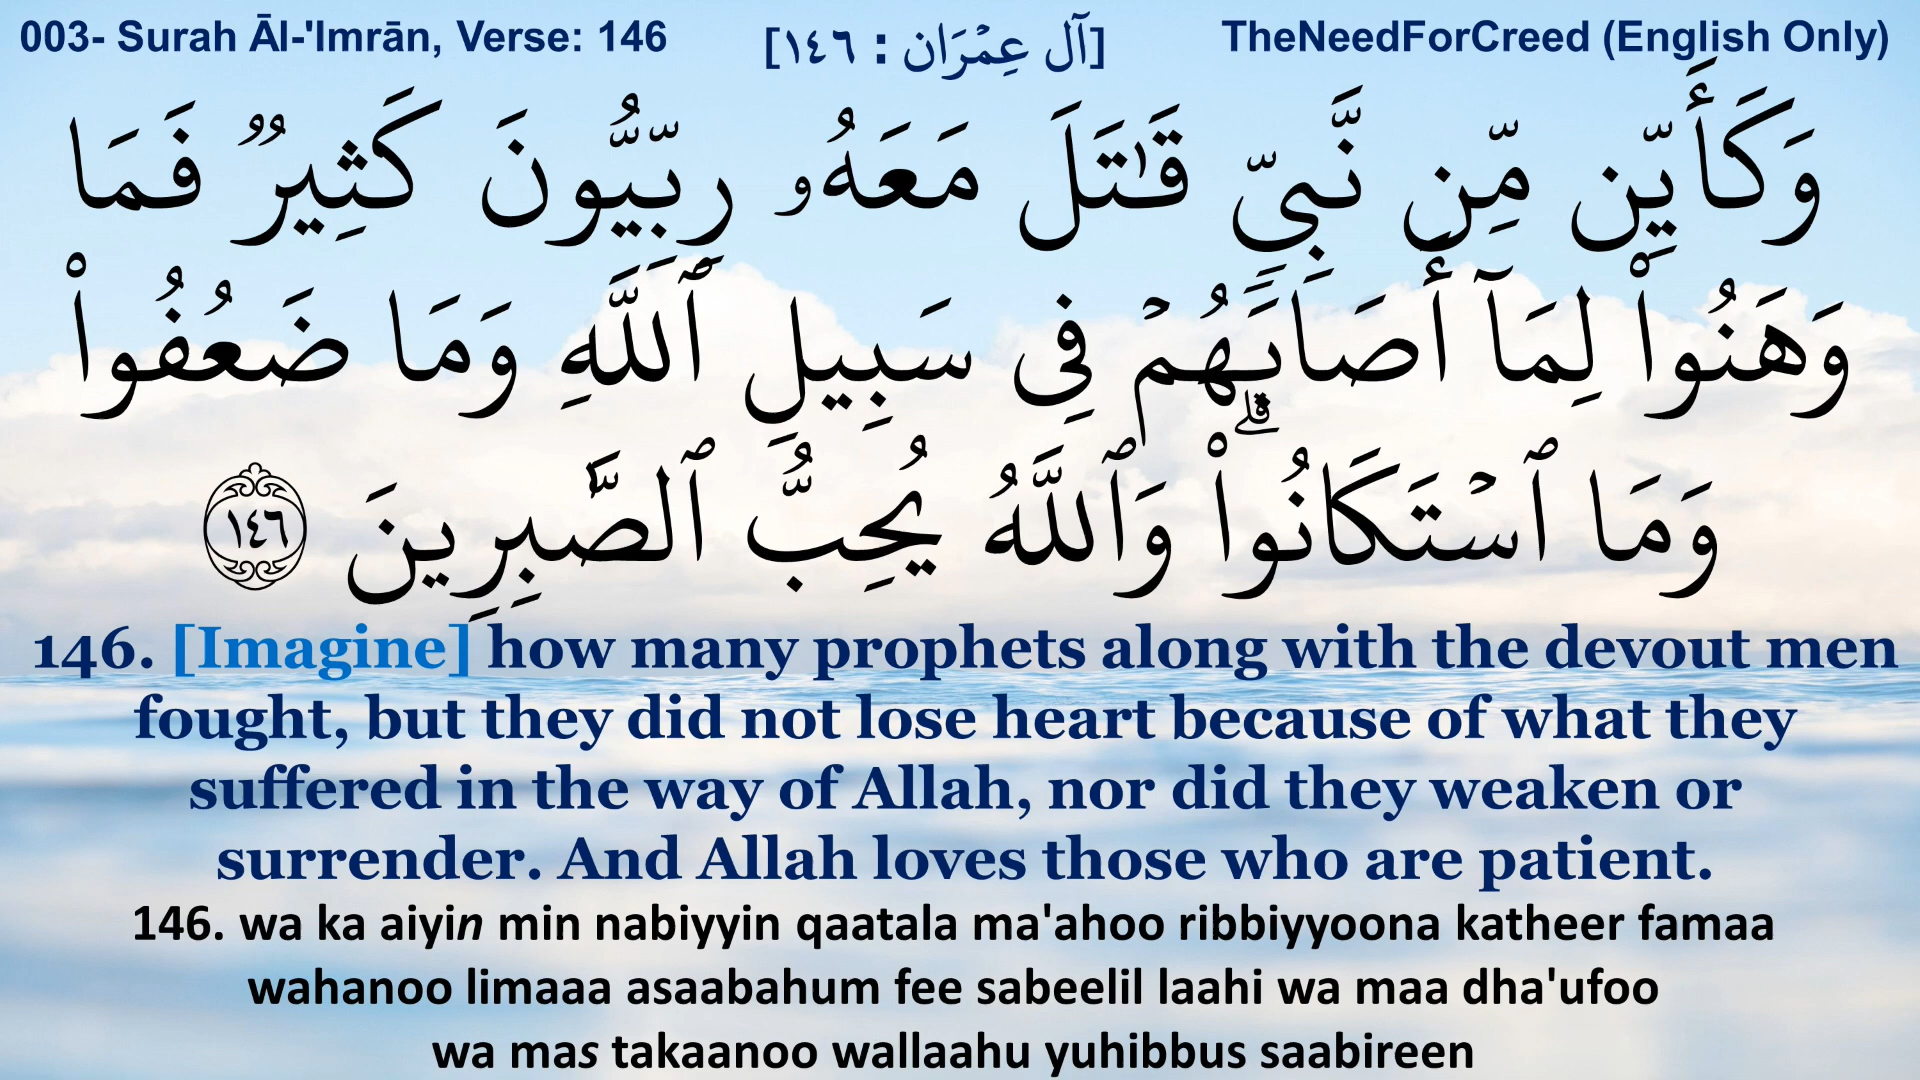 003- Surah Āl-'Imrān, Verse: 146
[آل عِمْرَان : ١٤٦]
TheNeedForCreed (English Only)
وَكَأَيِّن مِّن نَّبِيٍّ قَٰتَلَ مَعَهُۥ رِبِّيُّونَ كَثِيرٌ فَمَا
وَهَنُوا۟ لِمَآ أَصَابَهُمْ فِى سَبِيلِ ٱللَّهِ وَمَا ضَعُفُوا۟
وَمَا ٱسْتَكَانُوا۟ ۗ وَٱللَّهُ يُحِبُّ ٱلصَّٰبِرِينَ ١٤٦
146. [Imagine] how many prophets along with the devout men
fought, but they did not lose heart because of what they
suffered in the way of Allah, nor did they weaken or
surrender. And Allah loves those who are patient.
146. wa ka aiyin min nabiyyin qaatala ma'ahoo ribbiyyoona katheer famaa
wahanoo limaaa asaabahum fee sabeelil laahi wa maa dha'ufoo
wa mas takaanoo wallaahu yuhibbus saabireen